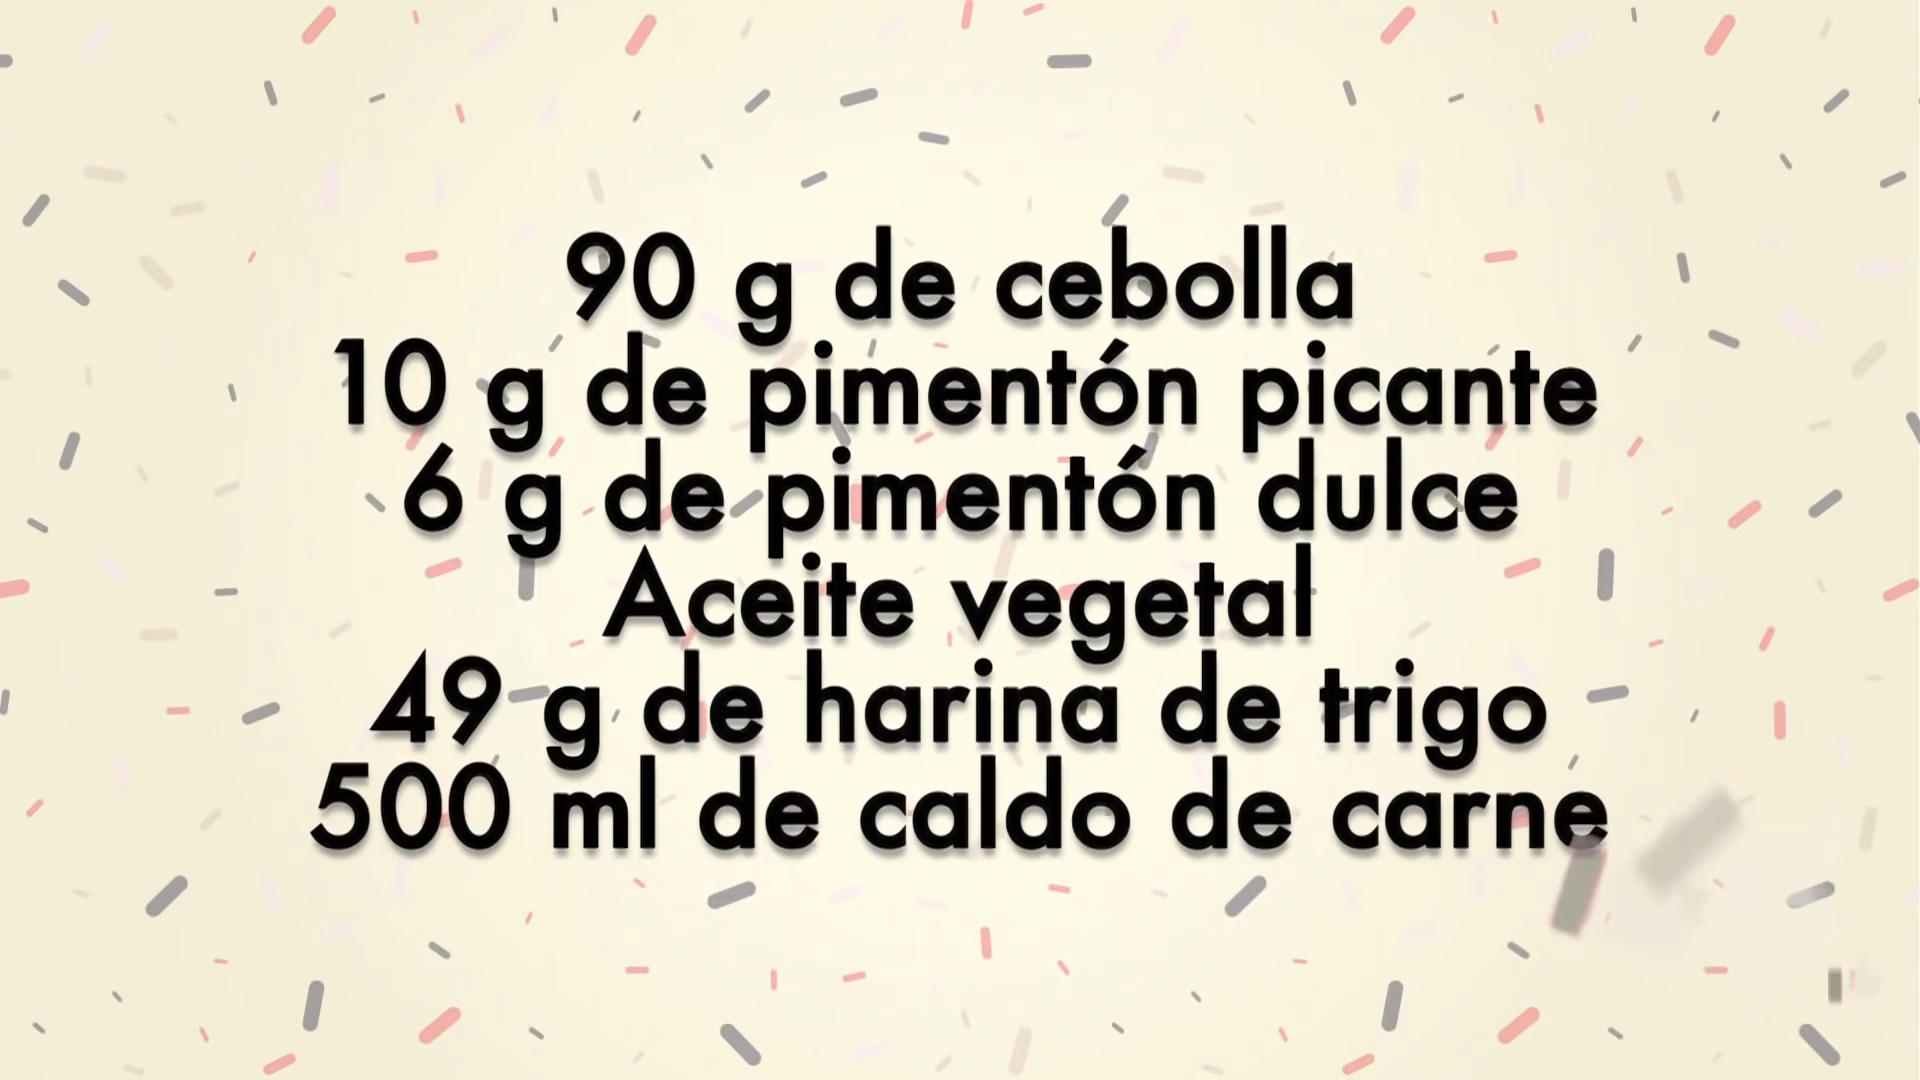 90 g de cebolla
10 g de pimentón picante
6 g de pimentón dulce
Aceite vegetal
49 g de harina de trigo
500 ml de caldo de carne